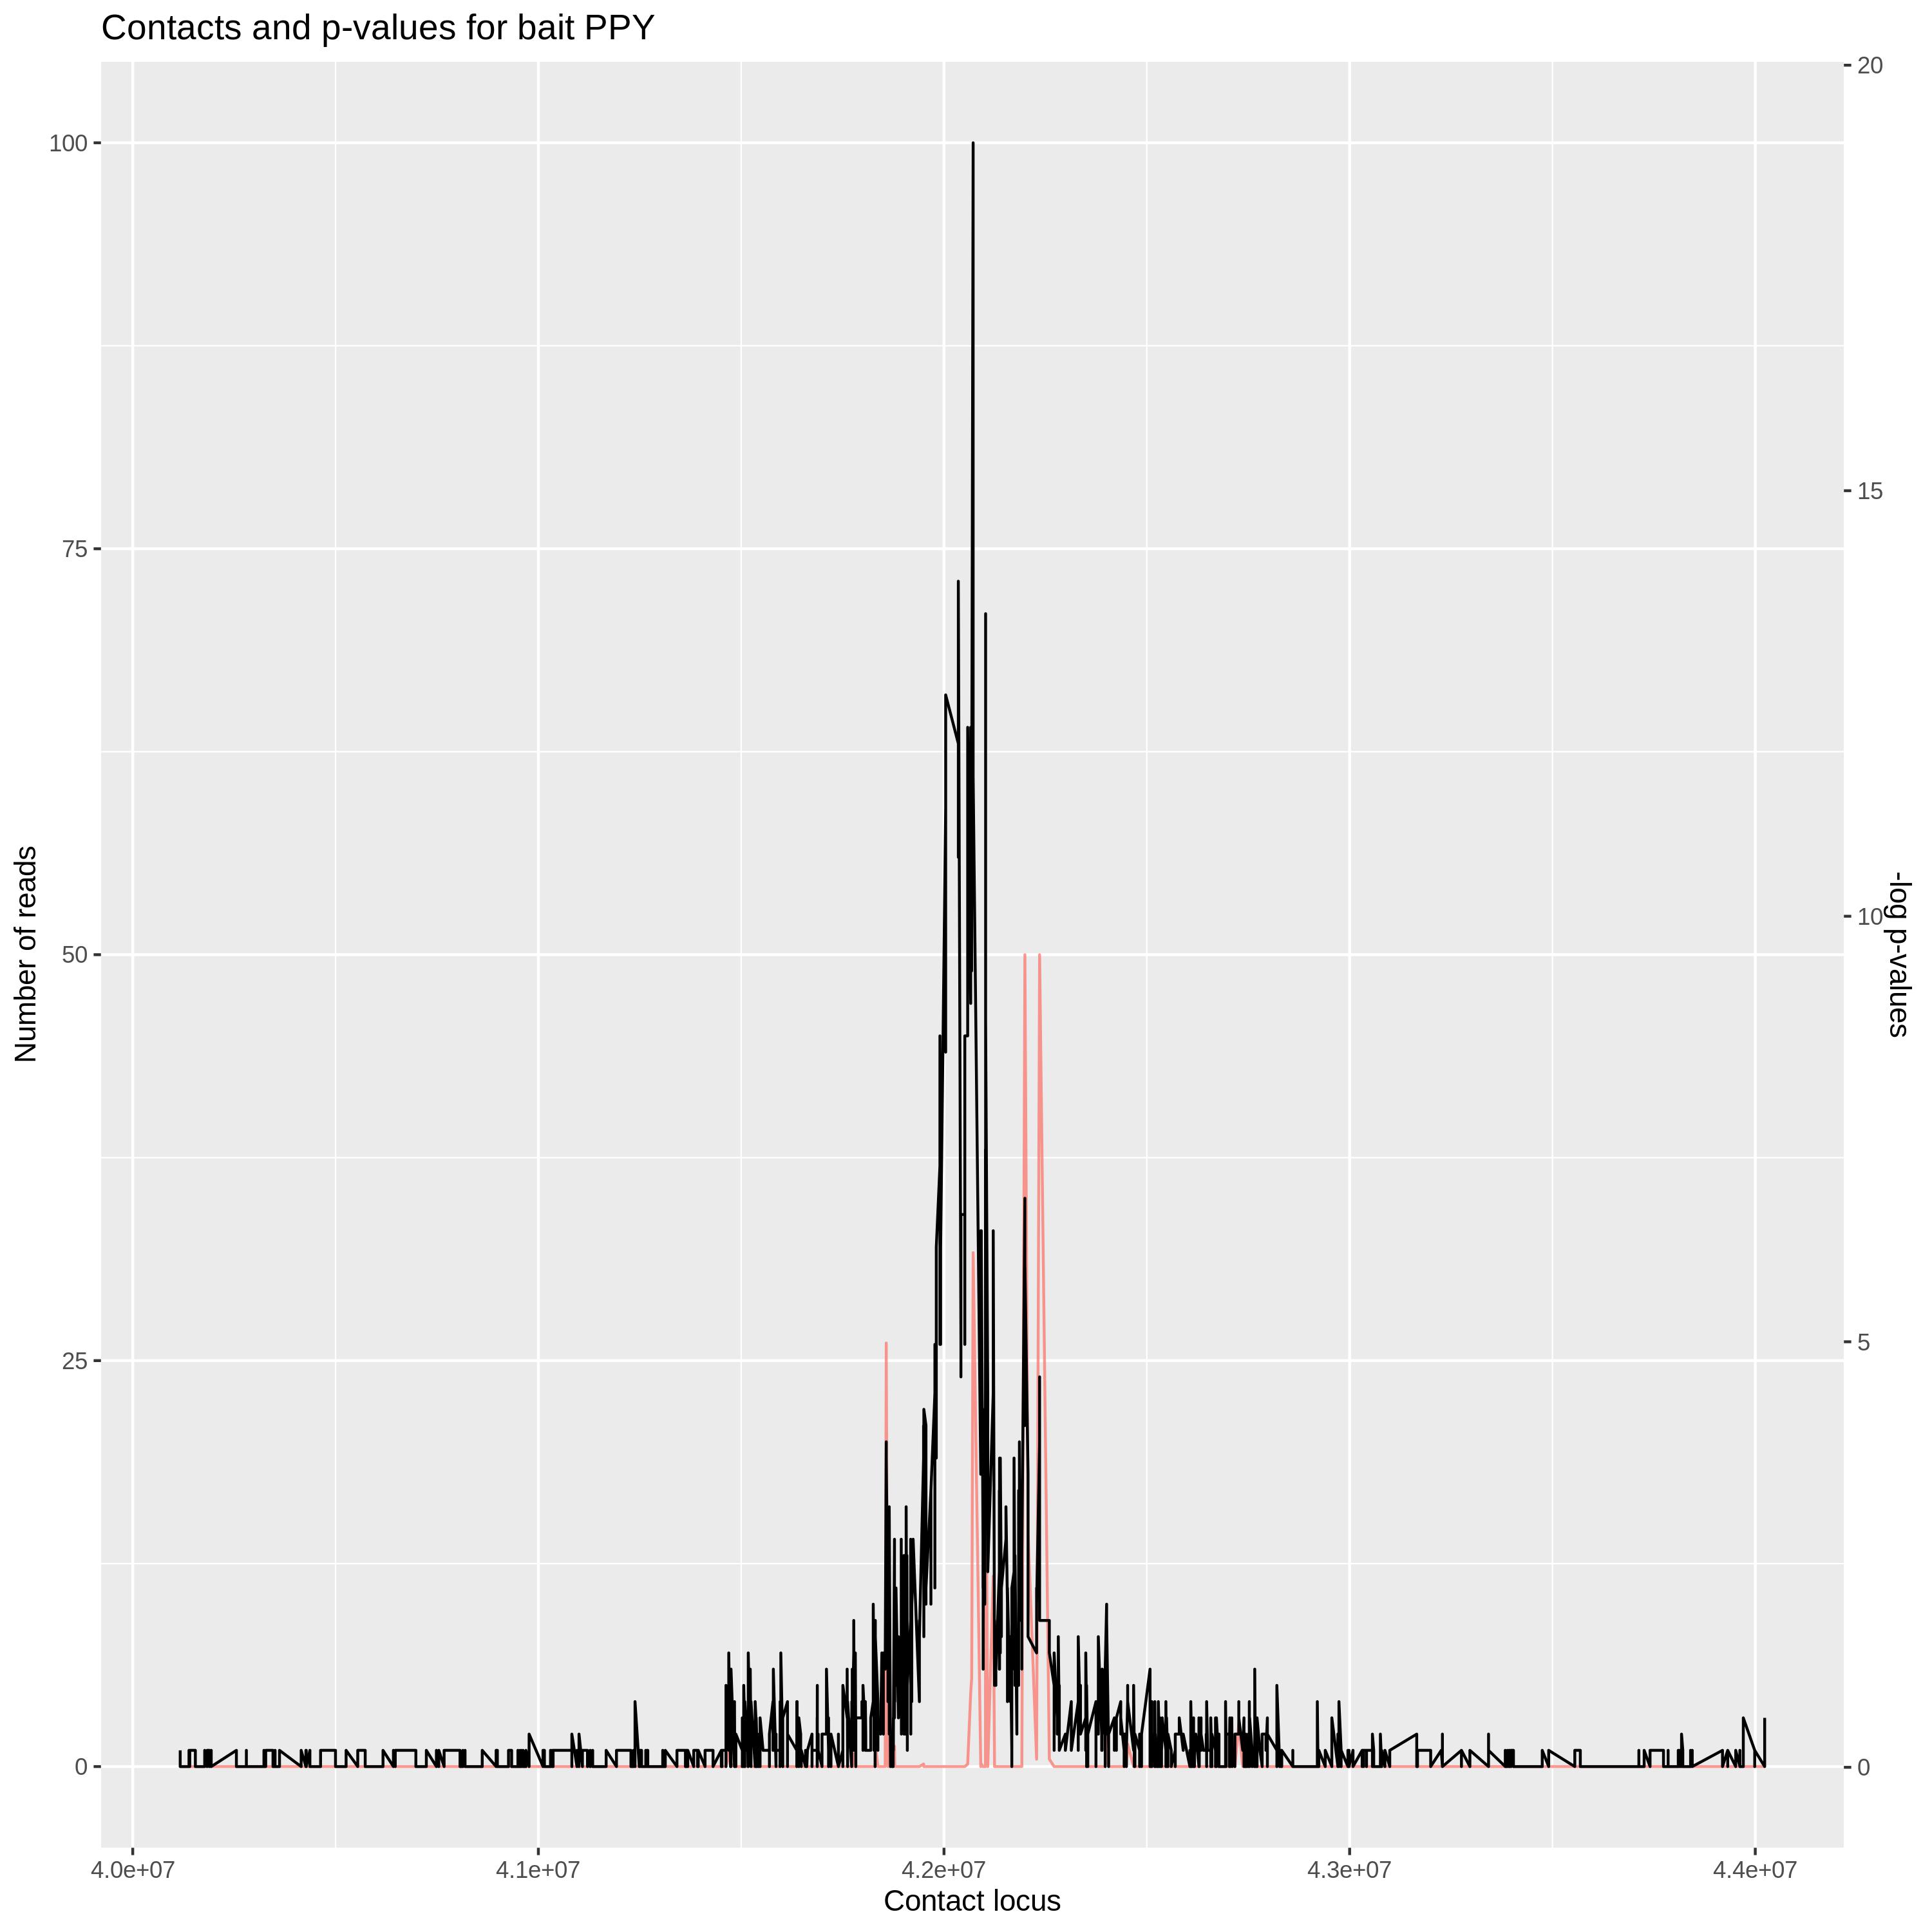 Contacts and p-values for bait PPY
Number of reads
100
75
50
25
0
20
15
10
5
0
-log p-values
4.0e+07
4.1e+07
4.2e+07
4.3e+07
4.4e+07
Contact locus